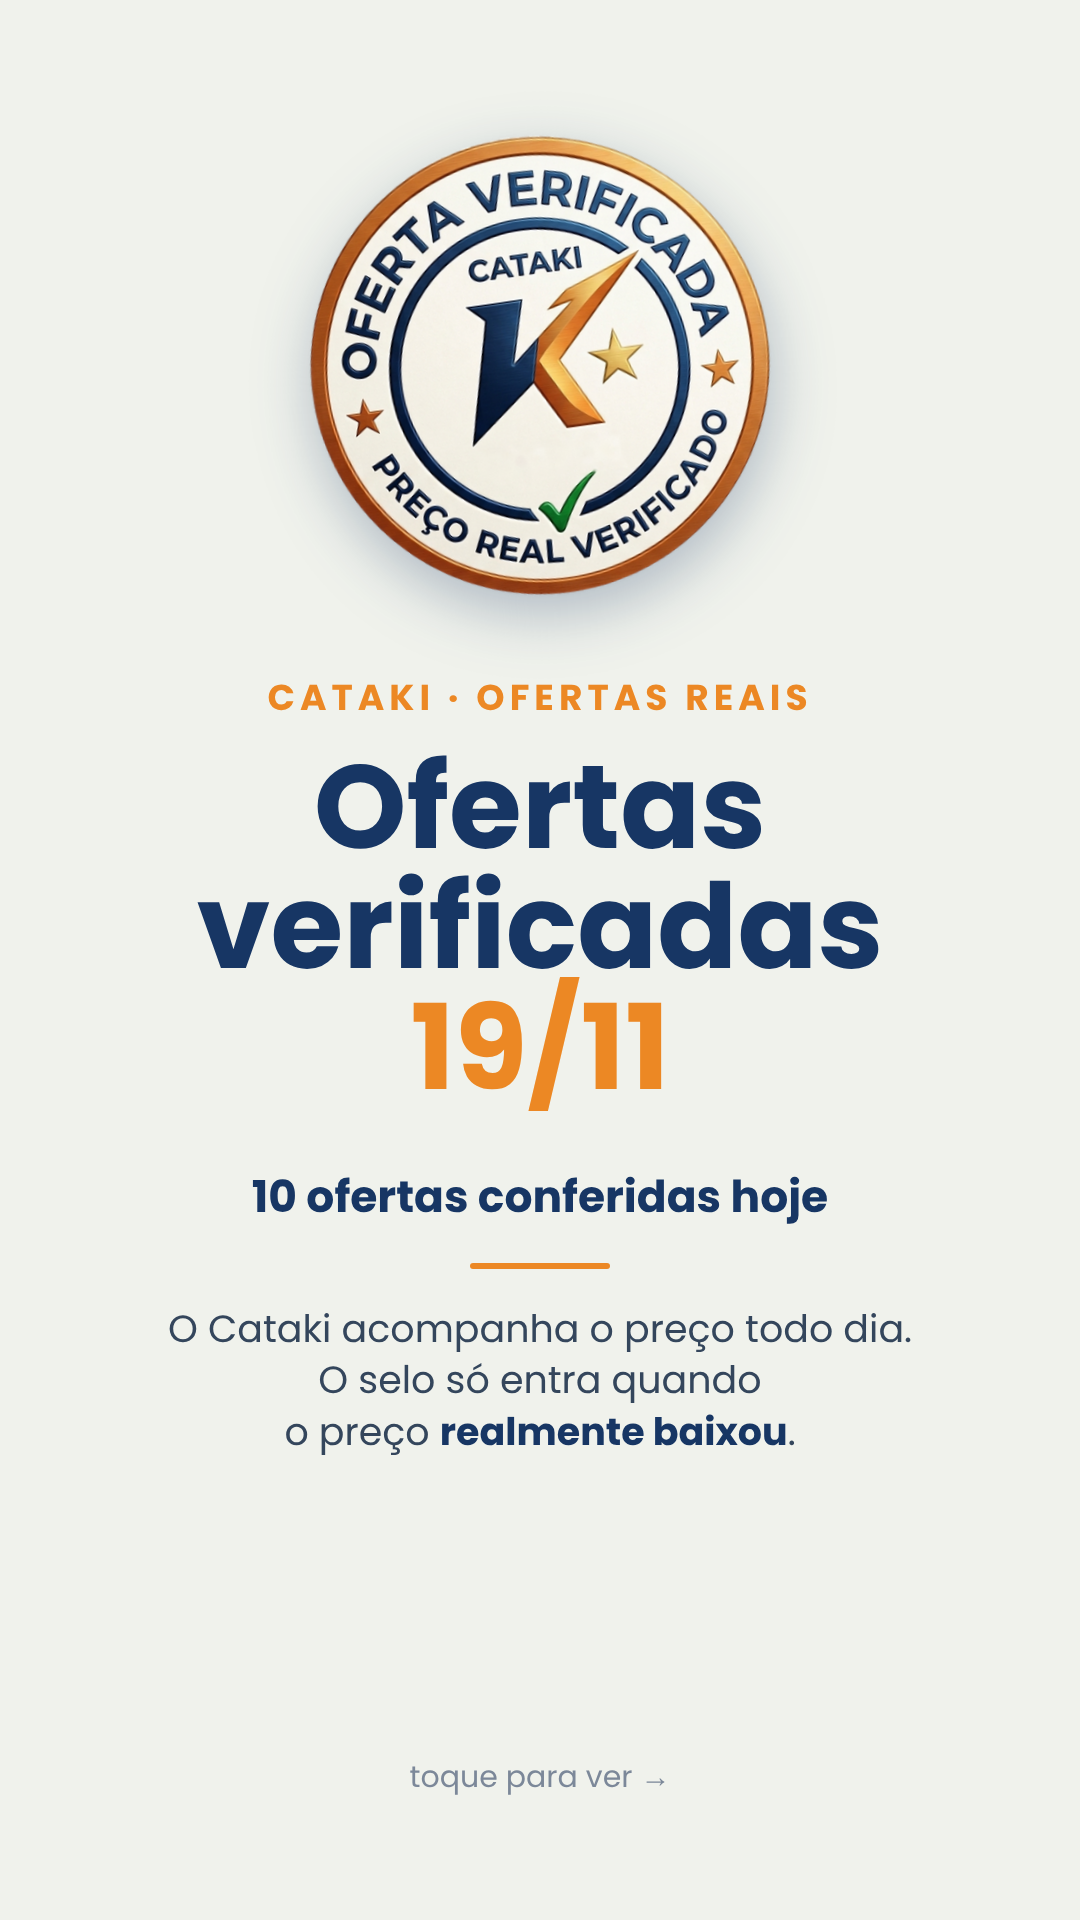 OFERTA VERIFICADA
CATAKI
PREÇO REAL VERIFICADO
CATAKI · OFERTAS REAIS
Ofertas
verificadas
19/11
10 ofertas conferidas hoje
O Cataki acompanha o preço todo dia.
O selo só entra quando
o preço realmente baixou.
toque para ver →